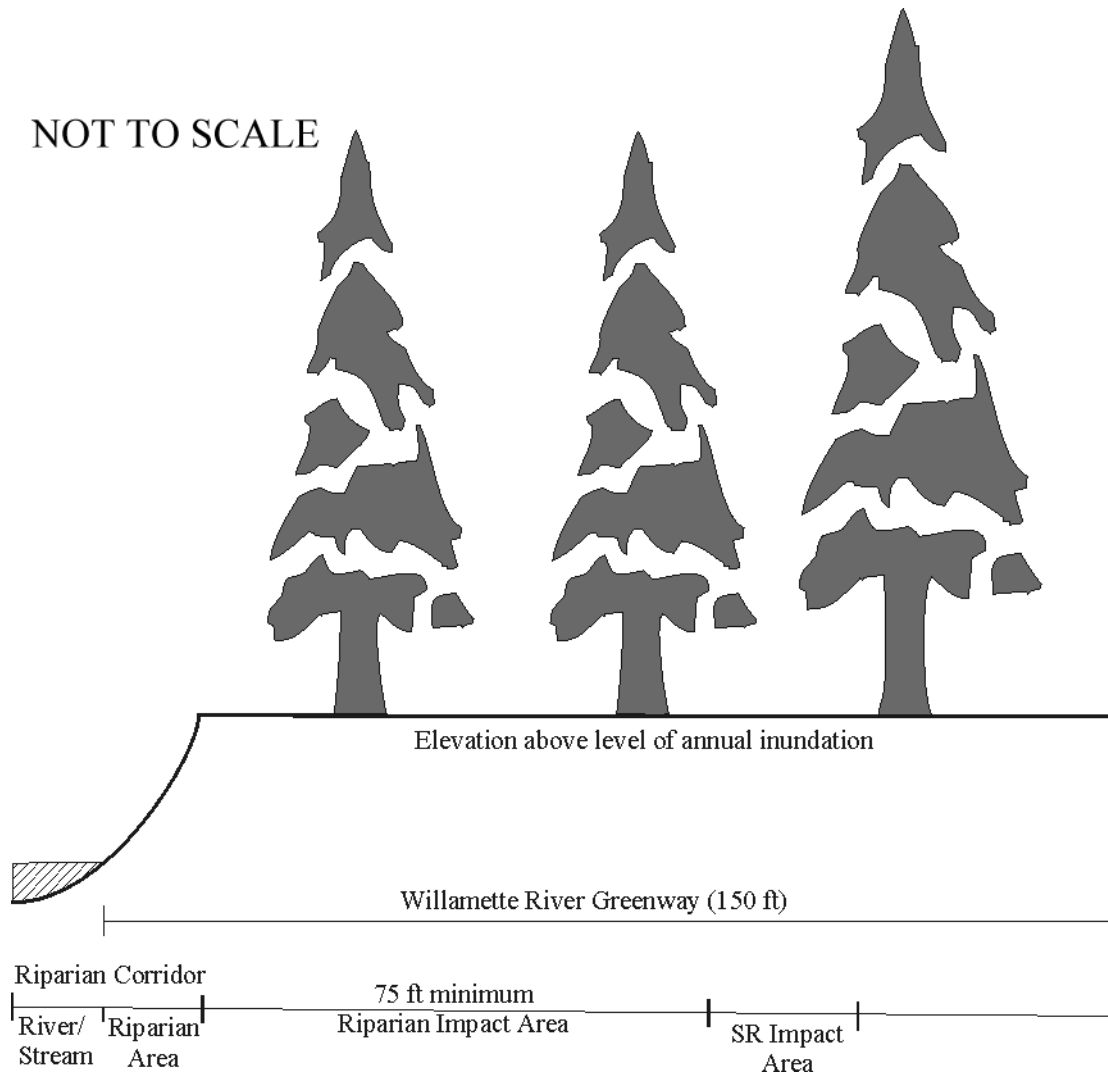 NOT TO SCALE
Elevation above level of annual inundation
Willamette River Greenway (150 ft)
Riparian Corridor
75 ft minimum
River/
Stream
Riparian
Area
Riparian Impact Area
SR Impact
Area